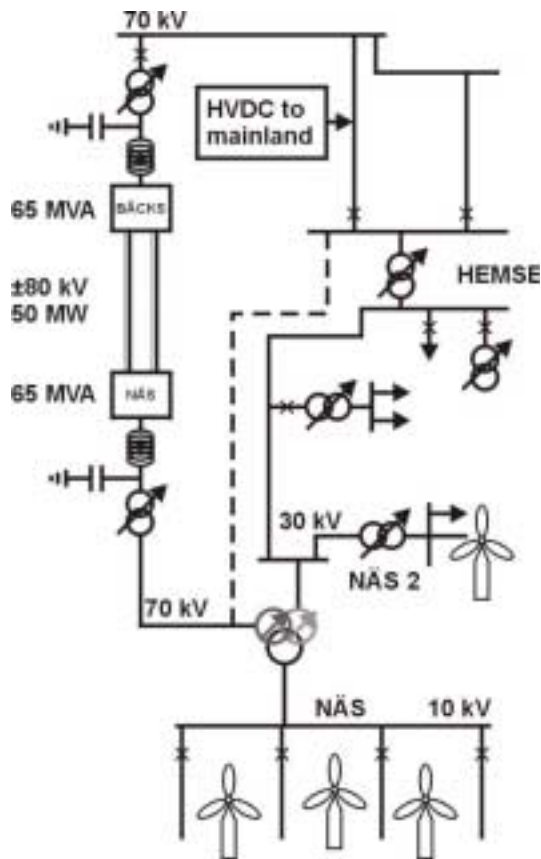 70 kV
HVDC to
mainland
65 MVA
BÄCKS
HEMSE
±80 kV
50 MW
65 MVA
NÄS
30 kV
NÄS 2
70 kV
NÄS
10 kV